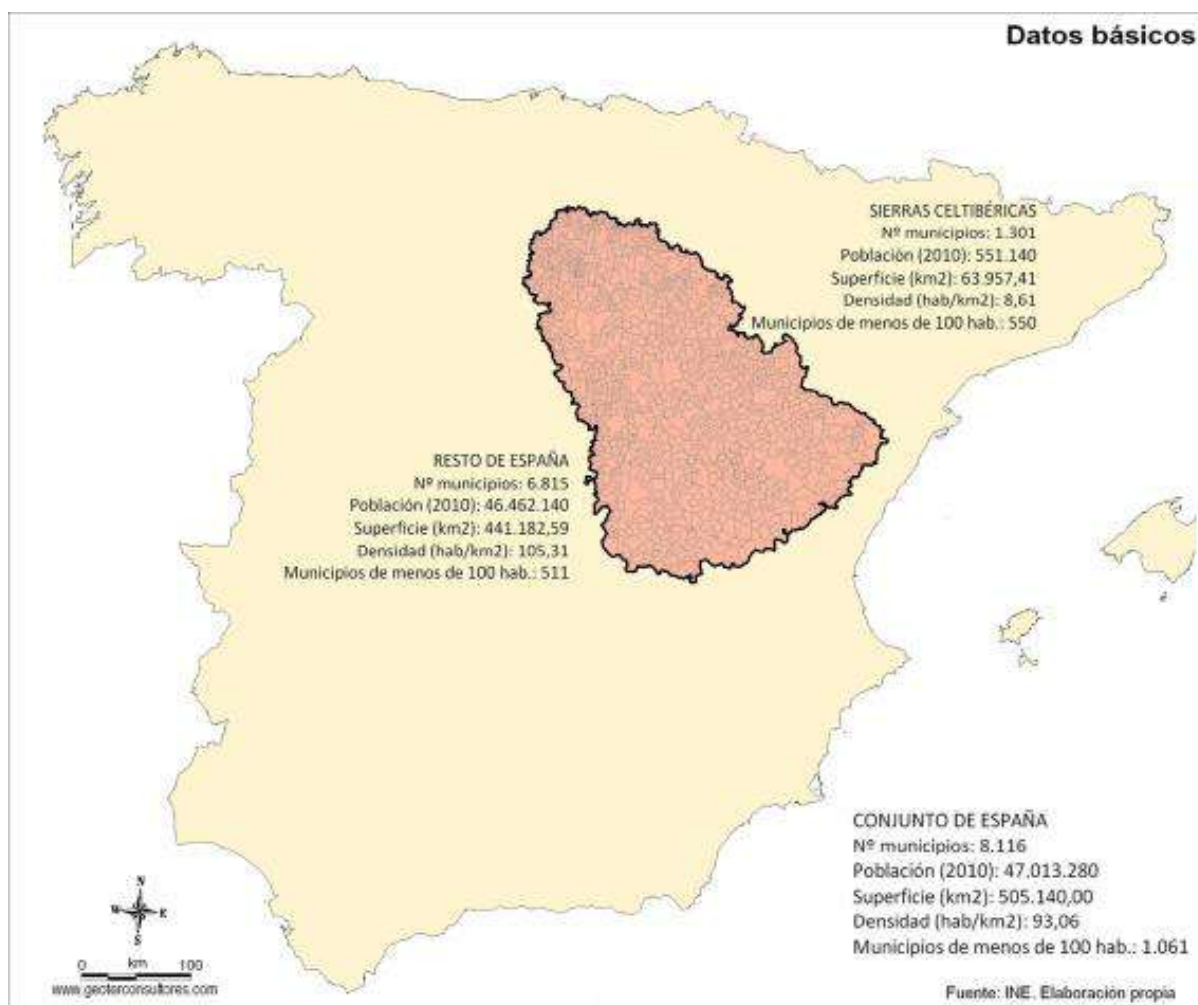 Datos básicos
SIERRAS CELTIBÉRICAS
Nº municipios: 1.301
Población (2010): 551.140
Superficie (km2): 63.957,41
Densidad (hab/km2): 8,61
Municipios de menos de 100 hab.: 550
RESTO DE ESPAÑA
Nº municipios: 6.815
Población (2010): 46.462.140
Superficie (km2): 441.182,59
Densidad (hab/km2): 105,31
Municipios de menos de 100 hab.: 511
CONJUNTO DE ESPAÑA
Nº municipios: 8.116
Población (2010): 47.013.280
Superficie (km2): 505.140,00
Densidad (hab/km2): 93,06
Municipios de menos de 100 hab.: 1.061
N
W E
S
0 km 100
www.geoterconsultores.com
Fuente: INE. Elaboración propia